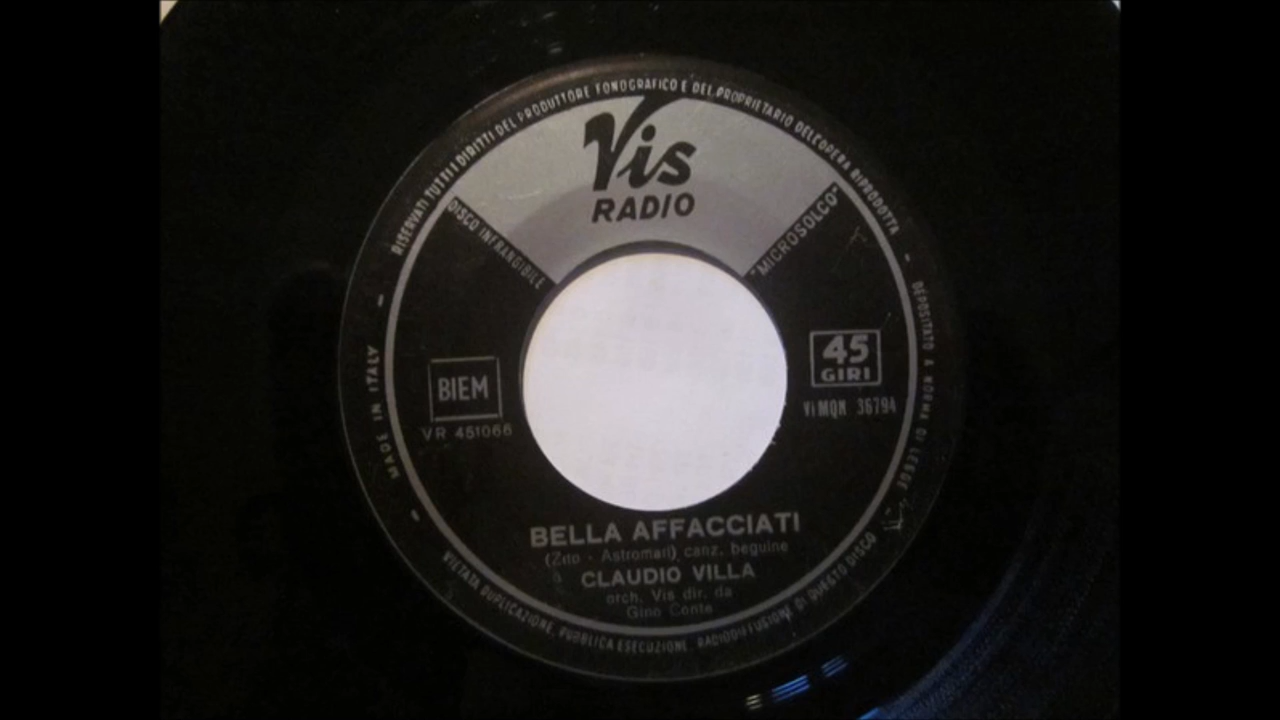 RISERVATI TUTTI I DIRITTI DEL PRODUTTORE FONOGRAFICO E DEL PROPRIETARIO DELL'OPERA RIPRODOTTA -
Vis
RADIO
DISCO INFRANGIBILE
"MICROSOLCO"
- MADE IN ITALY -
DEPOSITATO A NORMA DI LEGGE
BIEM
VR 451066
45
GIRI
ViMQN 36794
BELLA AFFACCIATI
(Zito - Astromari) canz. beguine
CLAUDIO VILLA
orch. Vis dir. da
Gino Conte
VIETATA DUPLICAZIONE, PUBBLICA ESECUZIONE, RADIODIFFUSIONE DI QUESTO DISCO